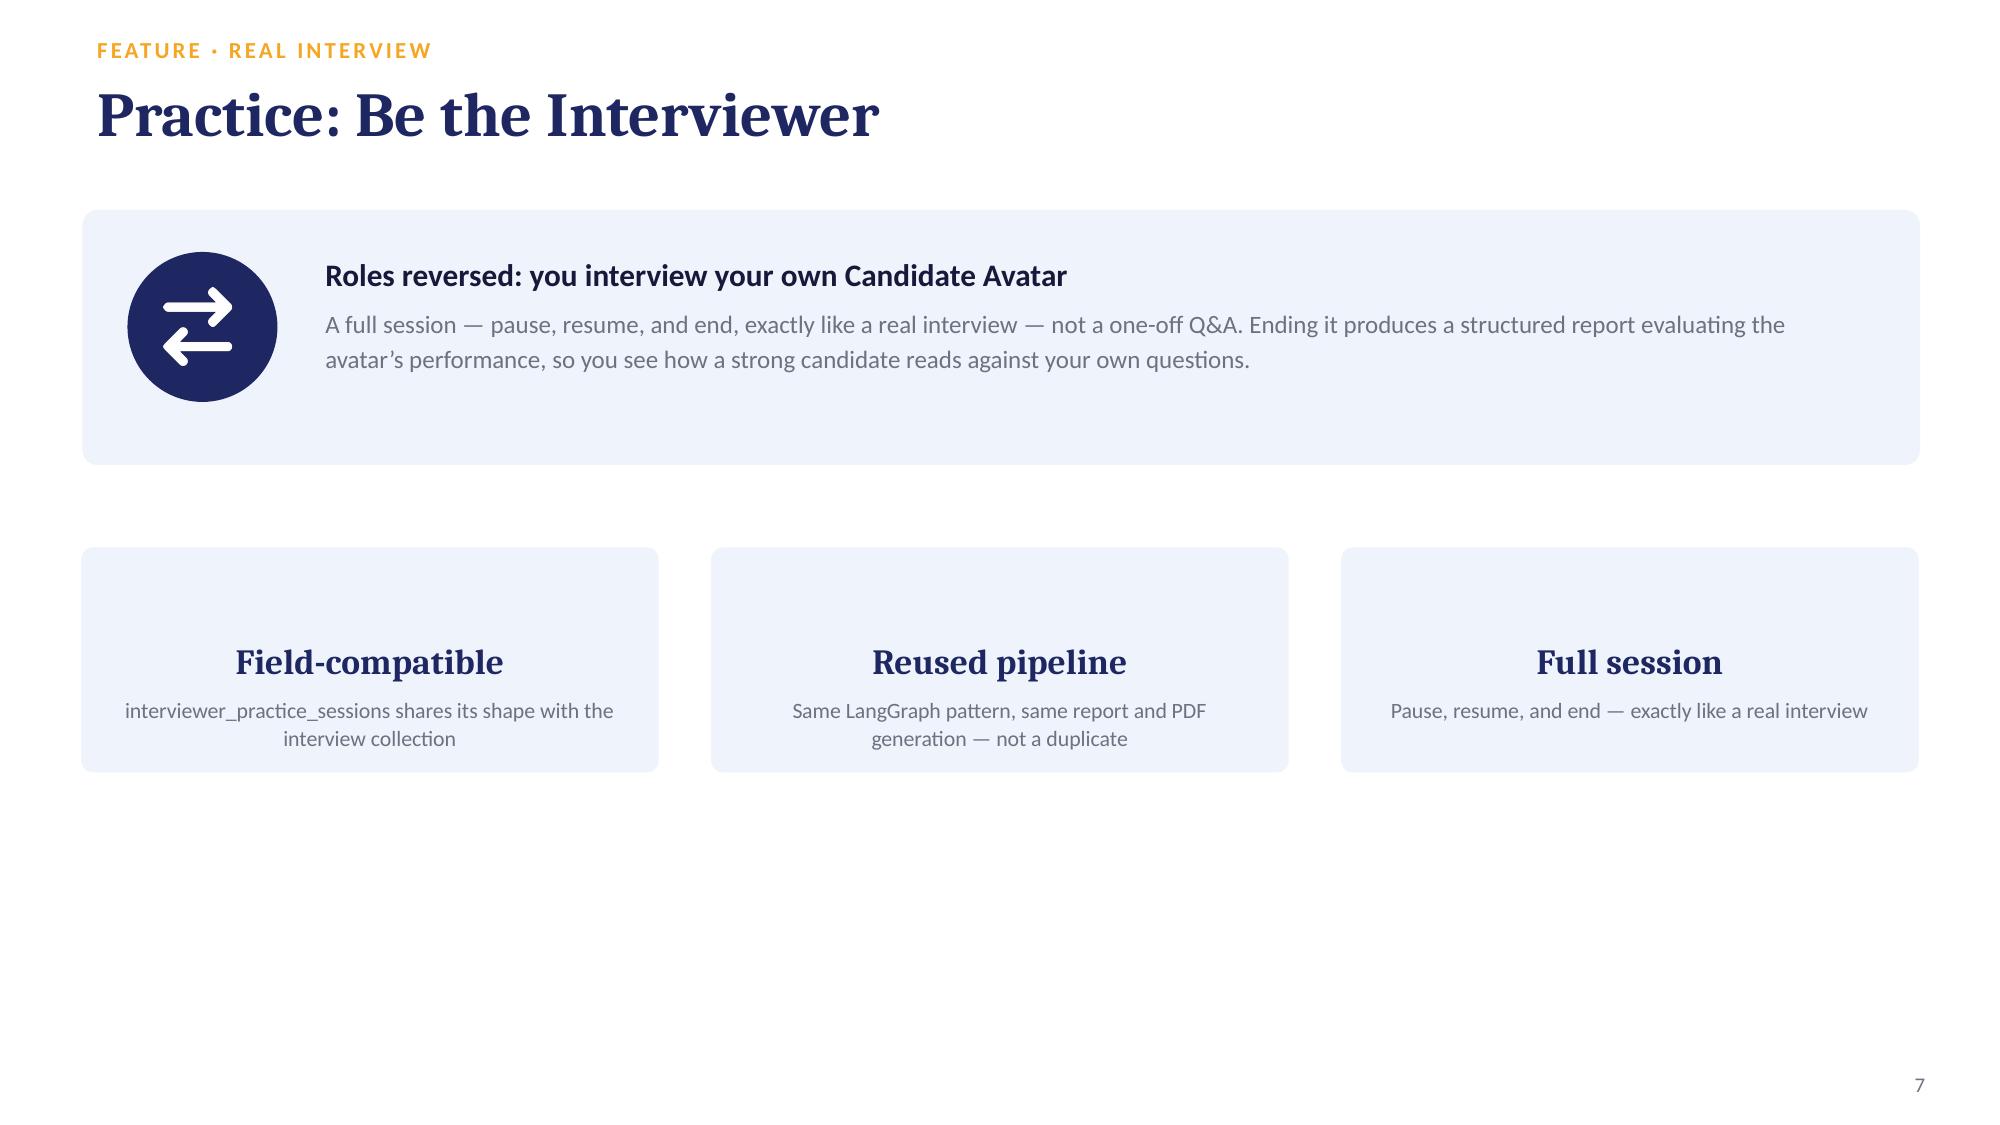 FEATURE · REAL INTERVIEW
Practice: Be the Interviewer
Roles reversed: you interview your own Candidate Avatar
A full session — pause, resume, and end, exactly like a real interview — not a one-off Q&A. Ending it produces a structured report evaluating the
avatar’s performance, so you see how a strong candidate reads against your own questions.
Field-compatible
interviewer_practice_sessions shares its shape with the
interview collection
Reused pipeline
Same LangGraph pattern, same report and PDF
generation — not a duplicate
Full session
Pause, resume, and end — exactly like a real interview
7